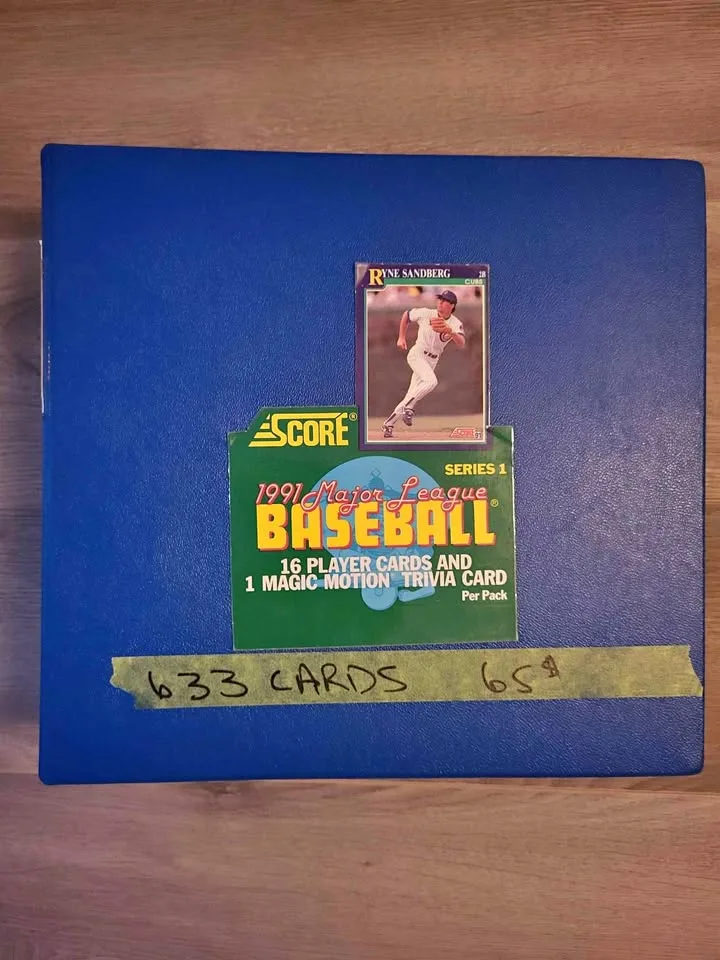 RYNE SANDBERG 2B
CUBS
SCORE®
SERIES 1
1991 Major League
BASEBALL®
16 PLAYER CARDS AND
1 MAGIC MOTION TRIVIA CARD
Per Pack
633 CARDS 65$